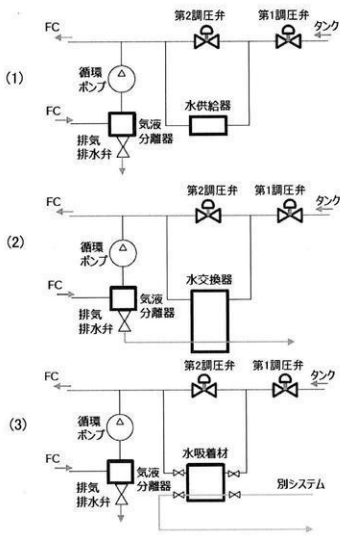 FC
第2調圧弁
第1調圧弁
タンク
循環
ポンプ
(1)
FC
気液
分離器
水供給器
排気
排水弁
FC
第2調圧弁
第1調圧弁
タンク
(2)
循環
ポンプ
FC
気液
分離器
水交換器
排気
排水弁
FC
第2調圧弁
第1調圧弁
タンク
(3)
循環
ポンプ
水吸着材
FC
気液
分離器
別システム
排気
排水弁